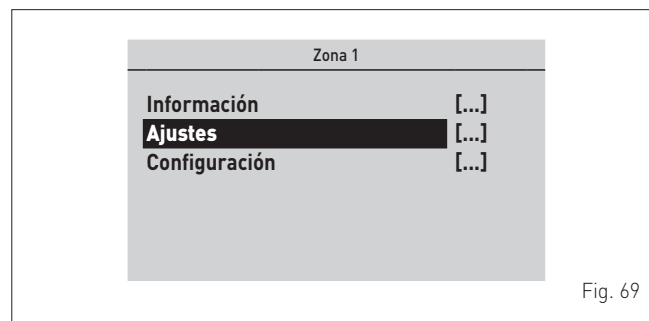 Zona 1
Información [...]
Ajustes [...]
Configuración [...]
Fig. 69